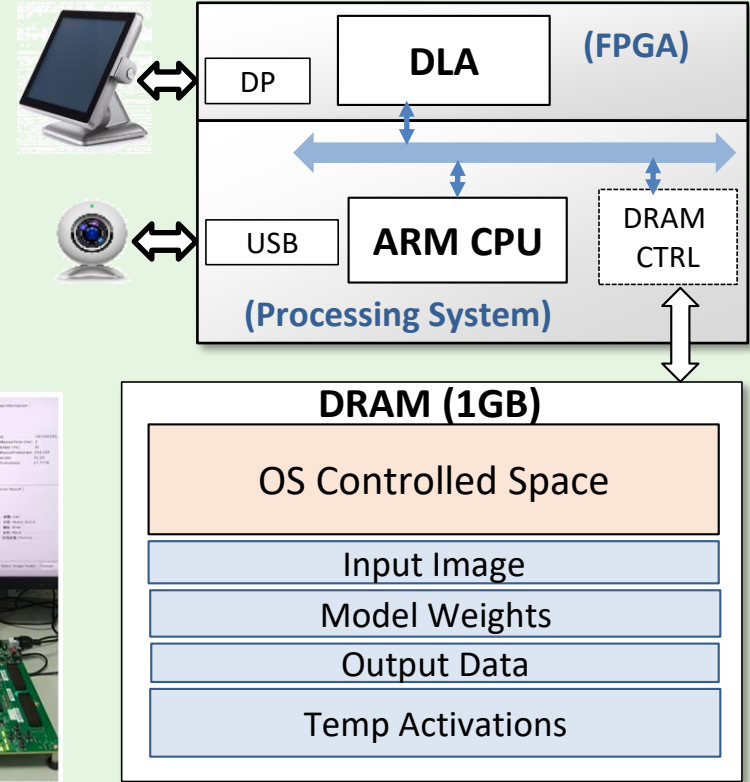 DLA
(FPGA)
DP
USB
ARM CPU
DRAM
CTRL
(Processing System)
DRAM (1GB)
OS Controlled Space
Input Image
Model Weights
Output Data
Temp Activations